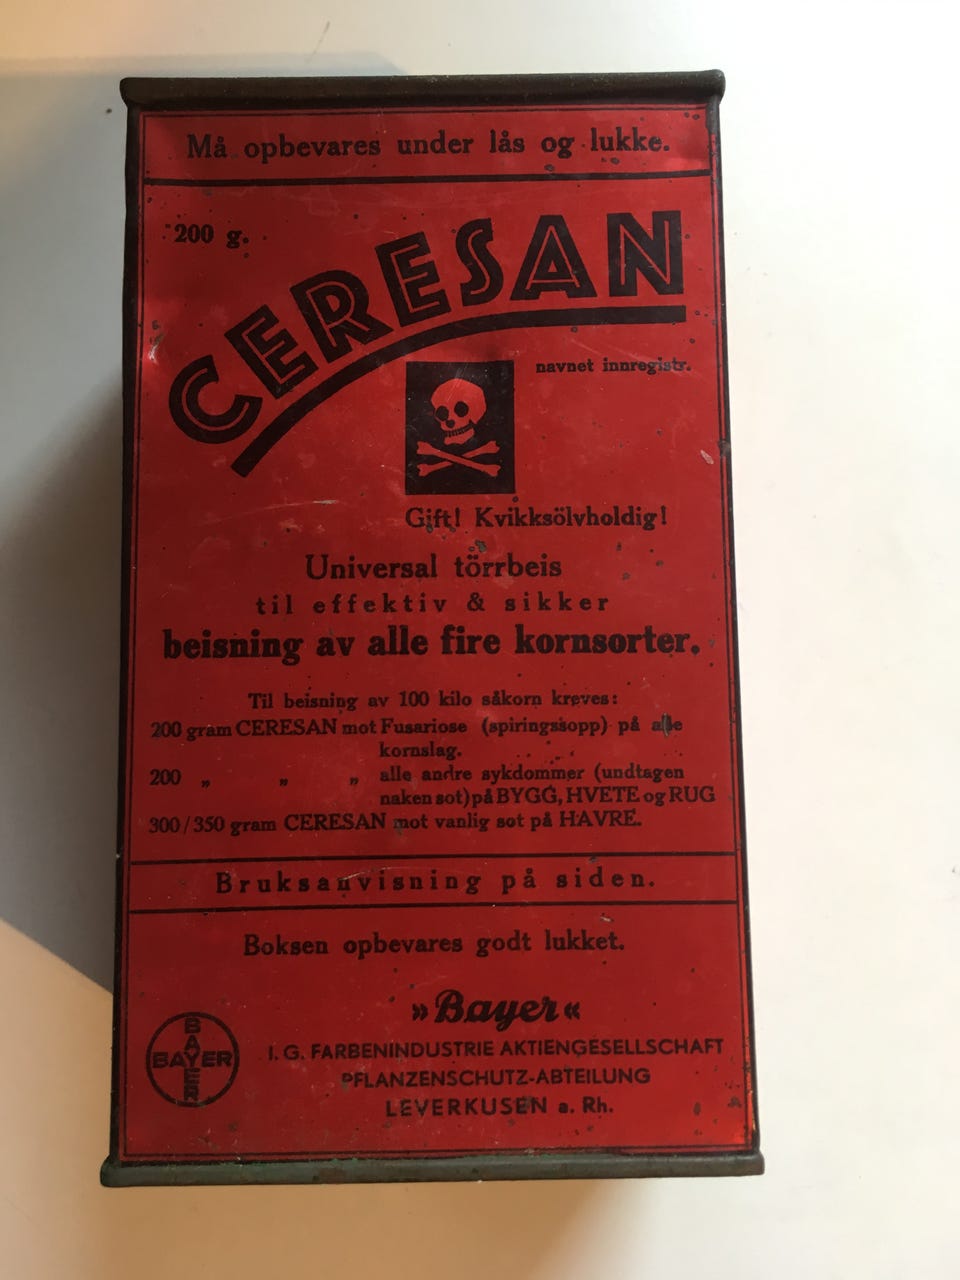 Må opbevares under lås og lukke.
200 g.
CERESAN
navnet innregistr.
Gift! Kvikksölvholdig!
Universal törrbeis
til effektiv & sikker
beisning av alle fire kornsorter.
Til beisning av 100 kilo såkorn kreves:
200 gram CERESAN mot Fusariose (spiringssopp) på alle
kornslag.
200 „ „ „ alle andre sykdommer (undtagen
naken sot) på BYGG, HVETE og RUG
300/350 gram CERESAN mot vanlig sot på HAVRE.
Bruksanvisning på siden.
Boksen opbevares godt lukket.
»Bayer«
BAYER
BAYER
I. G. FARBENINDUSTRIE AKTIENGESELLSCHAFT
PFLANZENSCHUTZ-ABTEILUNG
LEVERKUSEN a. Rh.